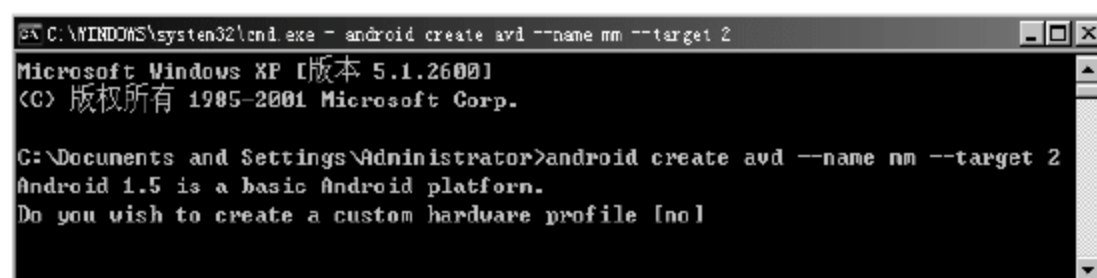 C:\WINDOWS\system32\cmd.exe - android create avd --name mm --target 2
Microsoft Windows XP [版本 5.1.2600]
(C) 版权所有 1985-2001 Microsoft Corp.
C:\Documents and Settings\Administrator>android create avd --name mm --target 2
Android 1.5 is a basic Android platform.
Do you wish to create a custom hardware profile [no]